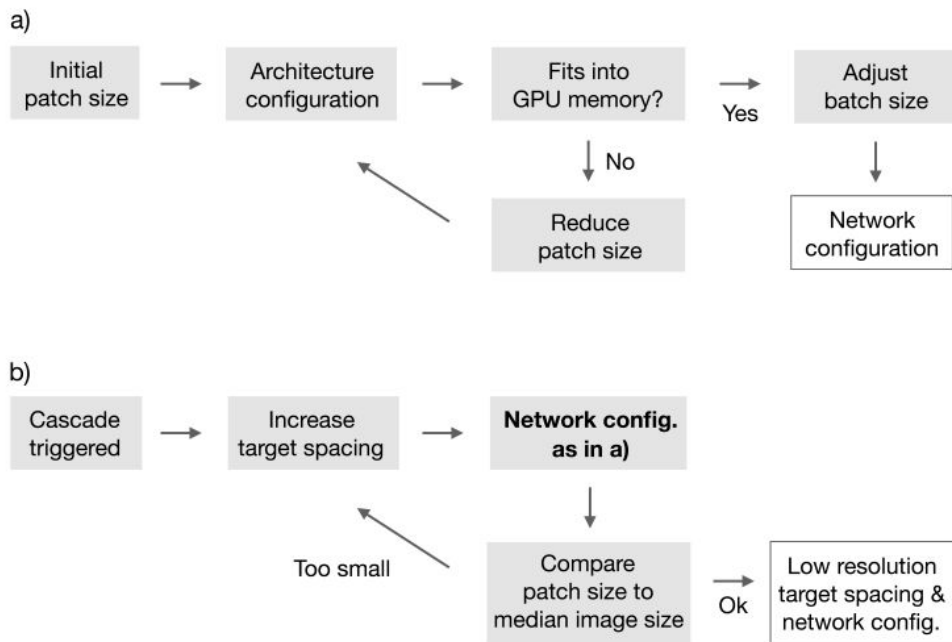 a)
Initial
patch size
Architecture
configuration
Fits into
GPU memory?
Yes
Adjust
batch size
No
Reduce
patch size
Network
configuration
b)
Cascade
triggered
Increase
target spacing
Network config.
as in a)
Too small
Compare
patch size to
median image size
Ok
Low resolution
target spacing &
network config.